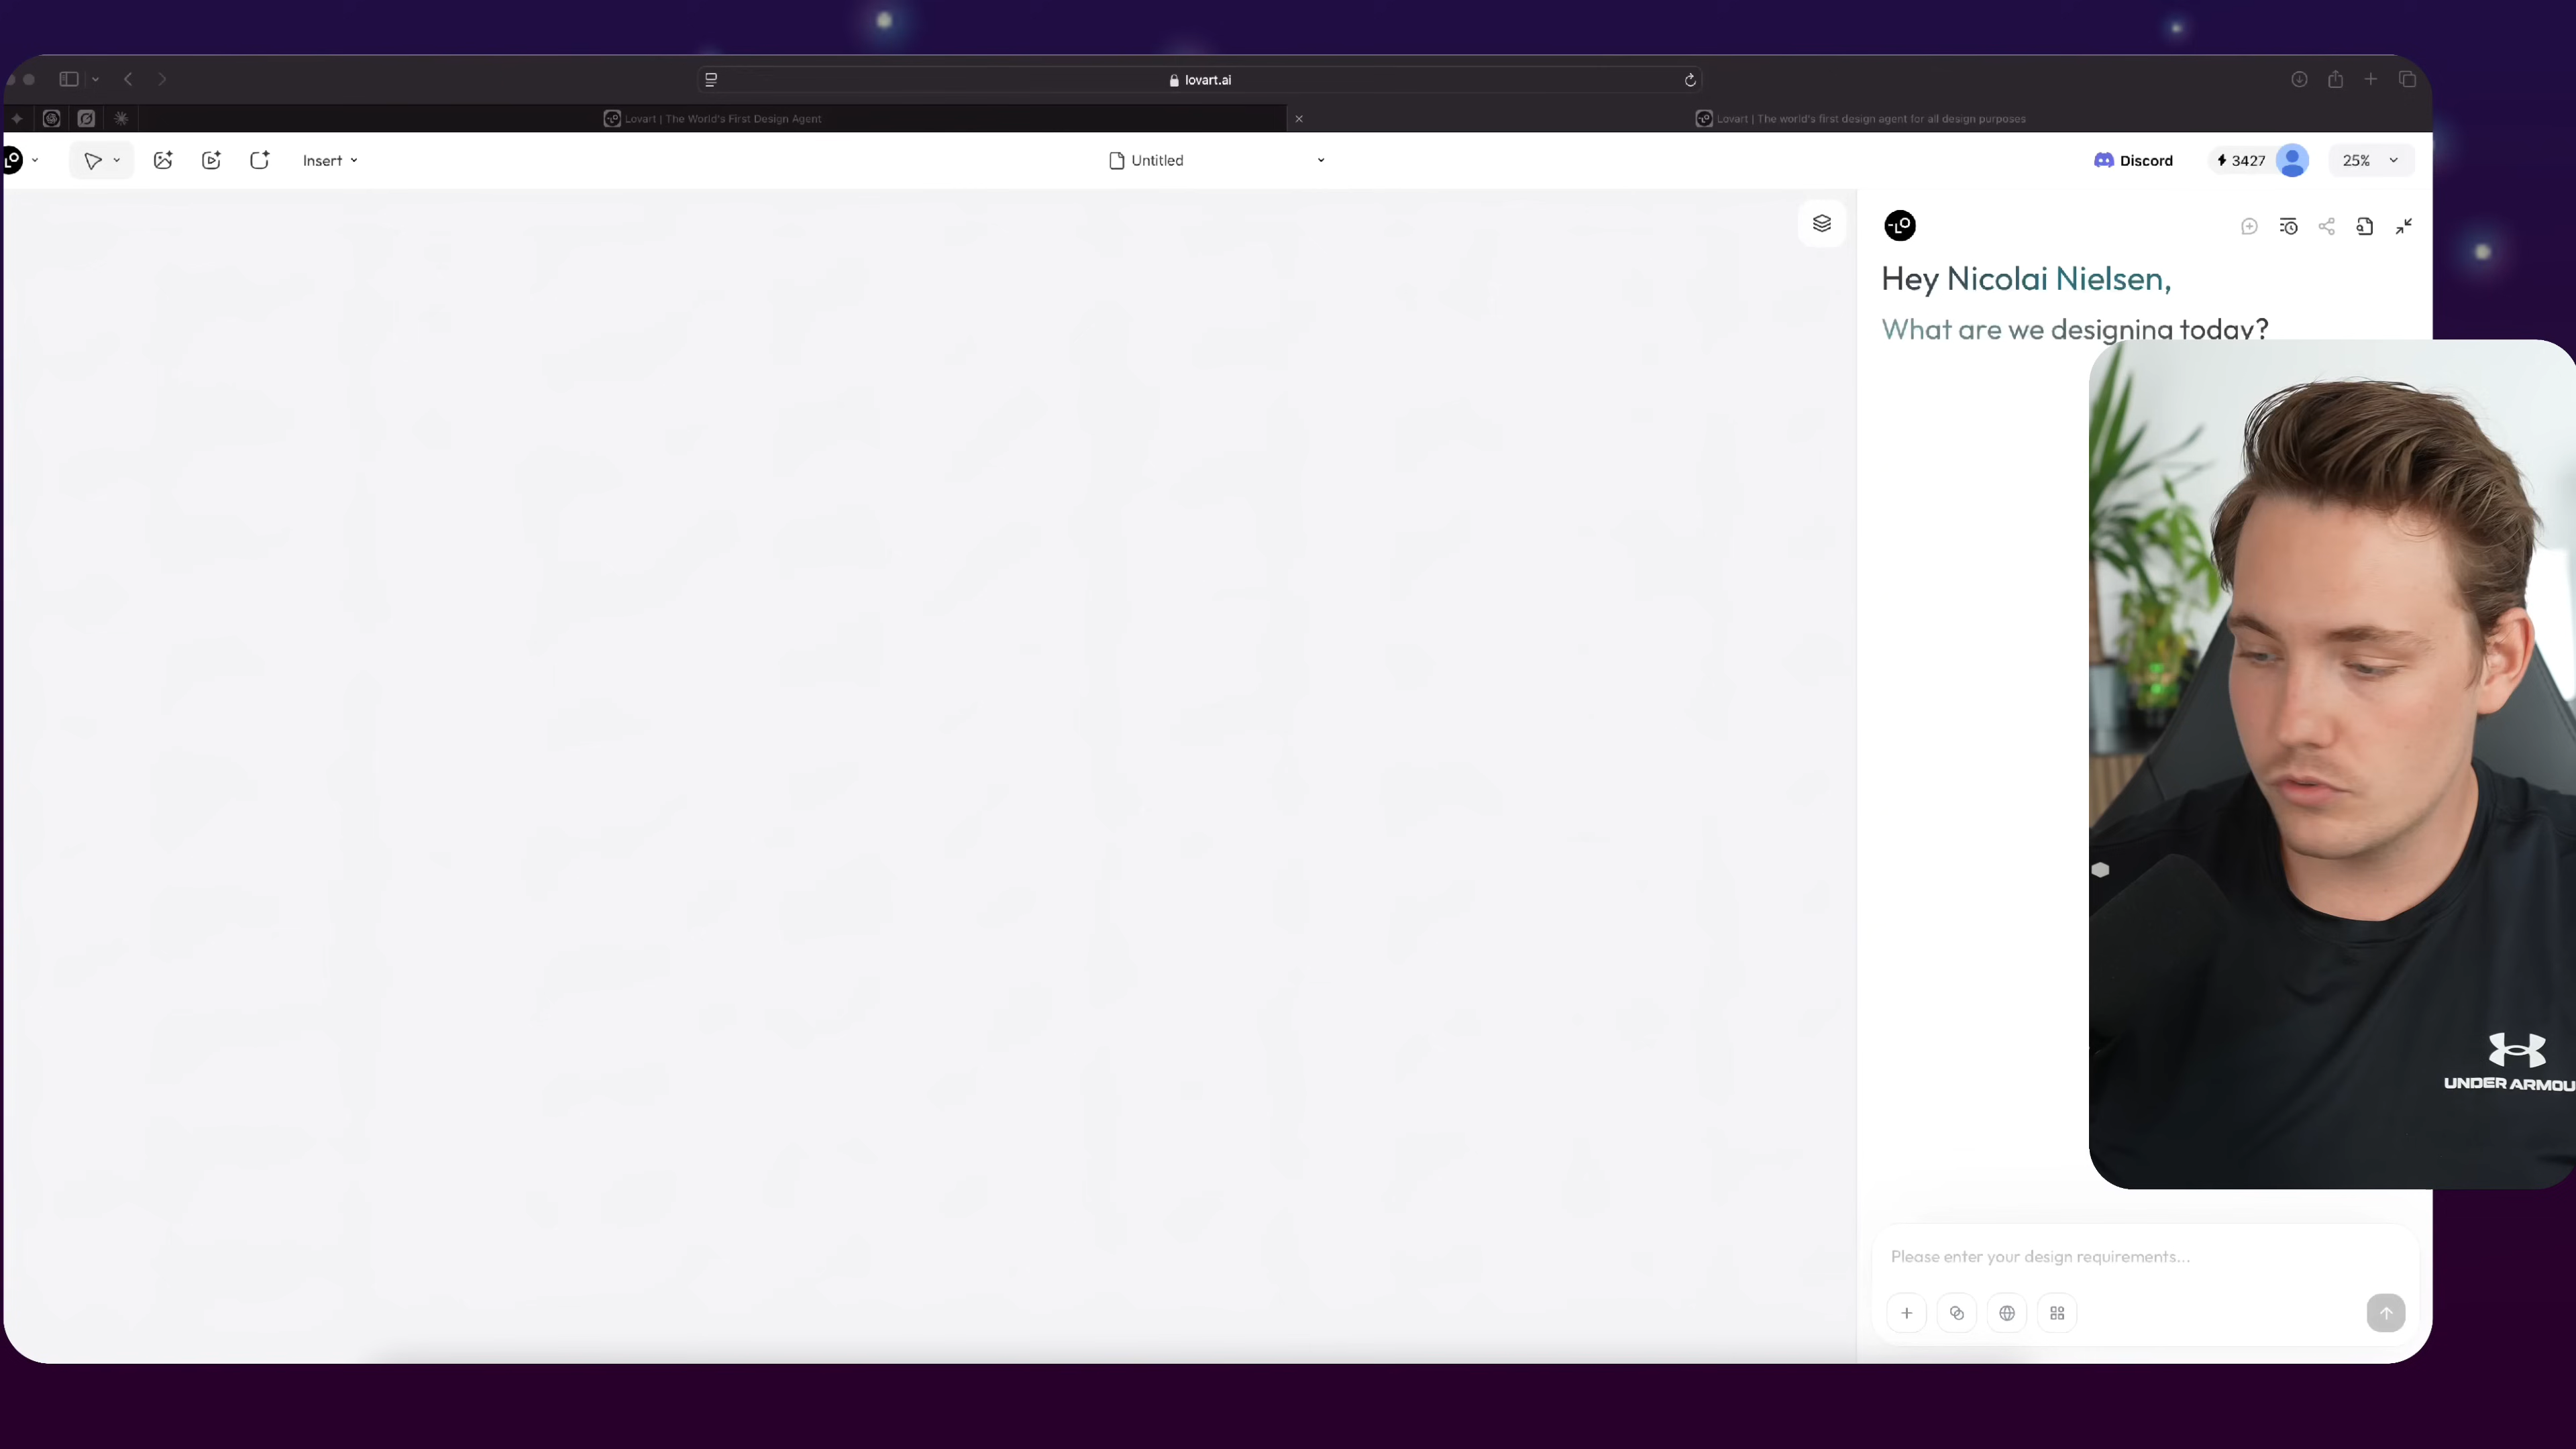 lovart.ai
Lovart | The World's First Design Agent
Lovart | The world's first design agent for all design purposes
Insert
Untitled
Discord
3427
25%
Hey Nicolai Nielsen,
What are we designing today?
UNDER ARMOU
Please enter your design requirements...